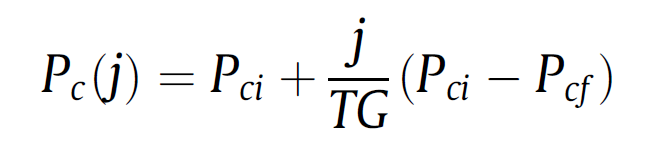 P_c(j) = P_{ci} + \frac{j}{TG}(P_{ci} − P_{cf})